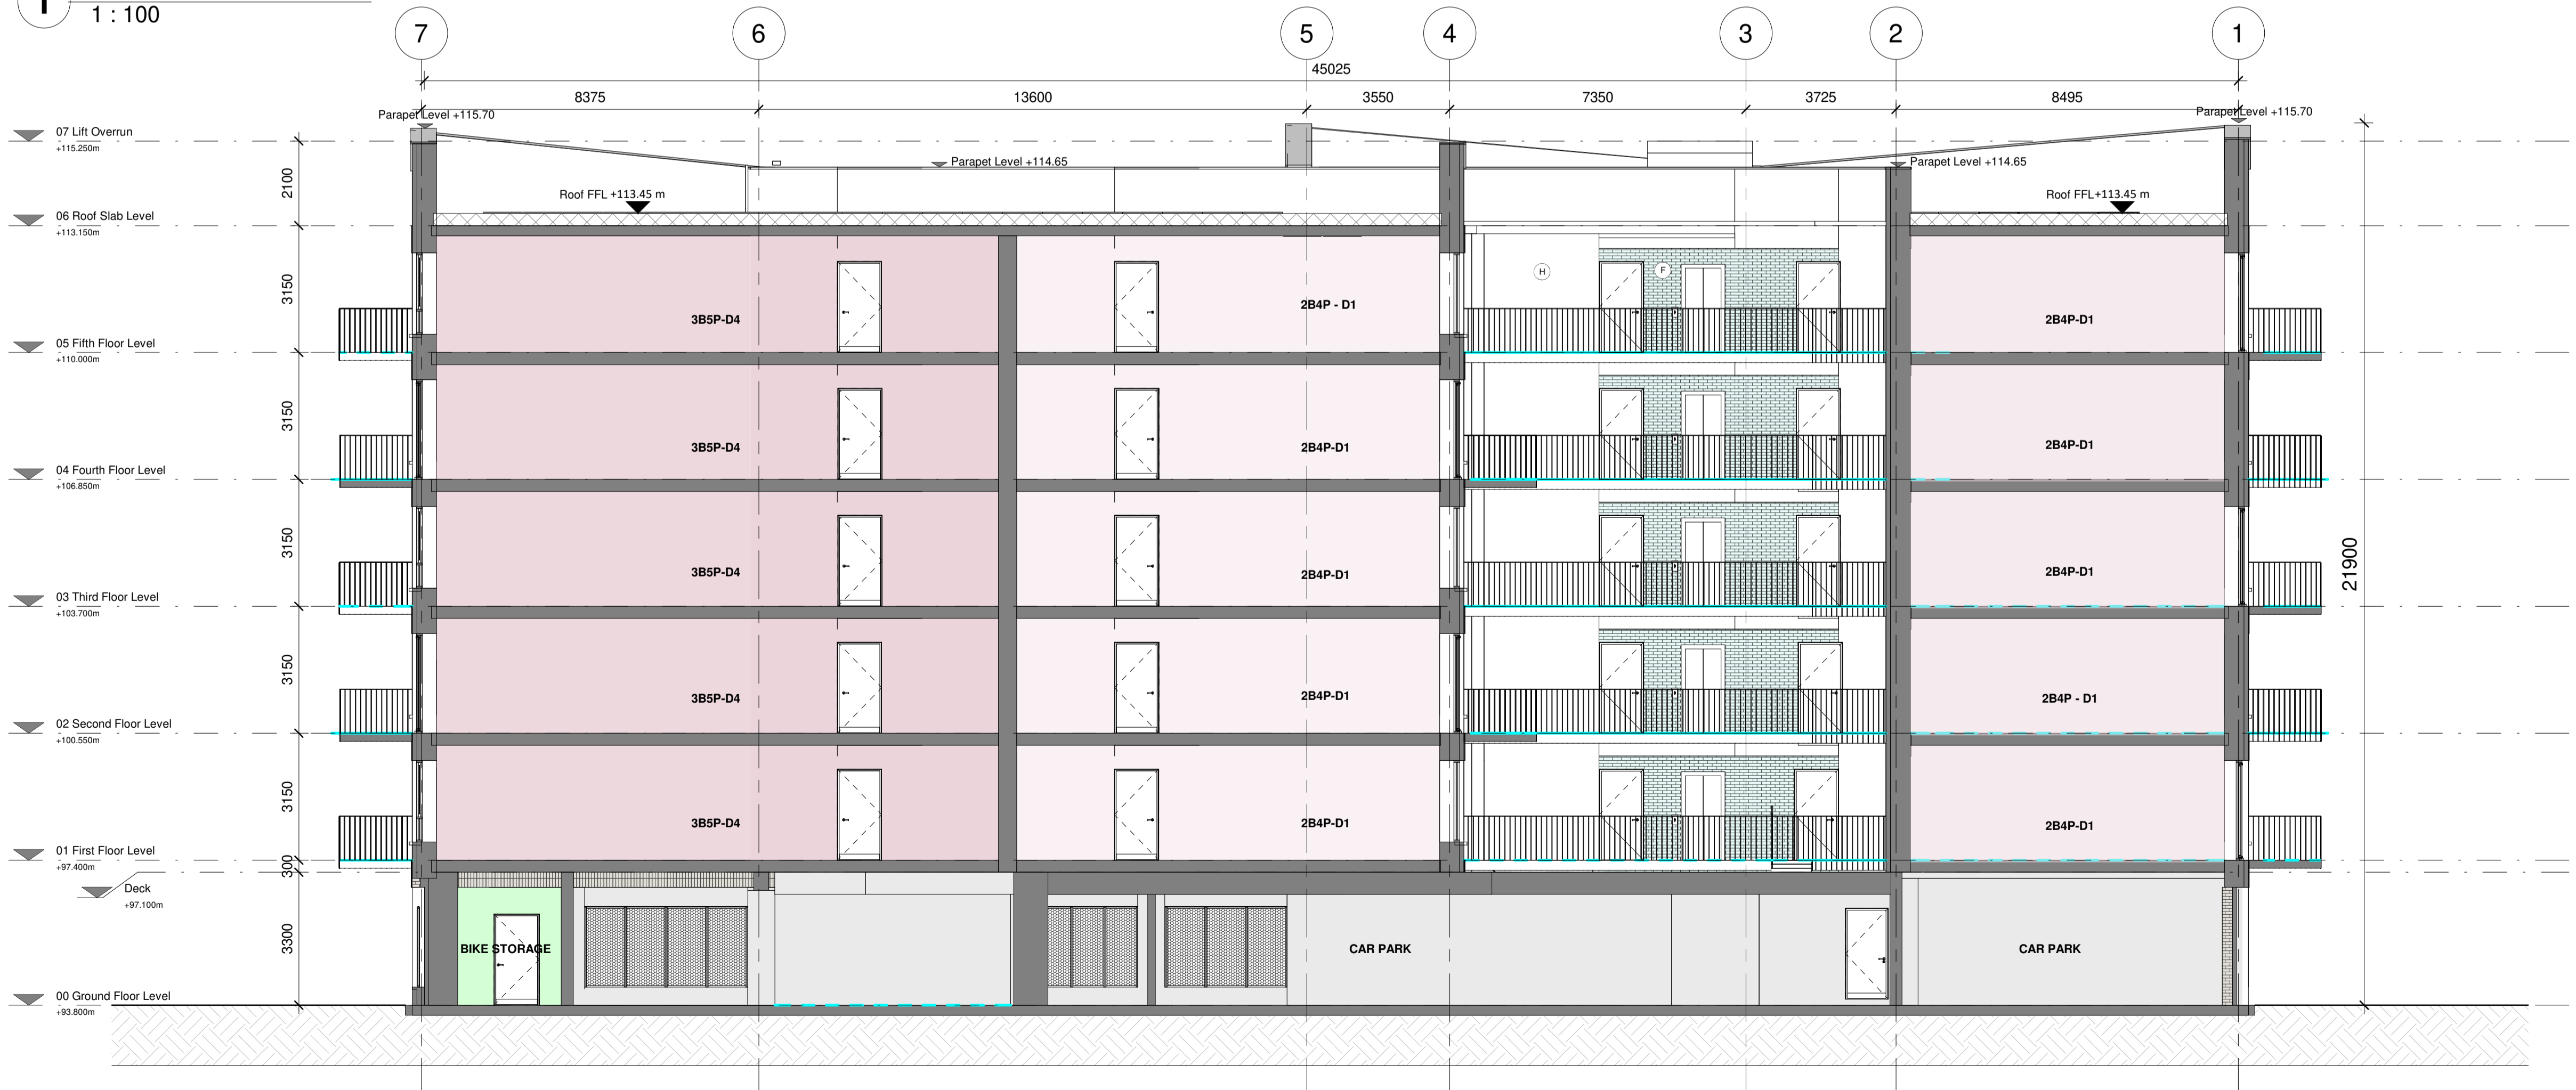 1
1 : 100
7
6
5
4
3
2
1
45025
8375
13600
3550
7350
3725
8495
Parapet Level +115.70
Parapet Level +115.70
07 Lift Overrun
+115.250m
Parapet Level +114.65
Parapet Level +114.65
2100
Roof FFL +113.45 m
Roof FFL+113.45 m
06 Roof Slab Level
+113.150m
3150
H
F
3B5P-D4
2B4P - D1
2B4P-D1
05 Fifth Floor Level
+110.000m
3150
3B5P-D4
2B4P-D1
2B4P-D1
04 Fourth Floor Level
+106.850m
3150
3B5P-D4
2B4P-D1
2B4P-D1
21900
03 Third Floor Level
+103.700m
3150
3B5P-D4
2B4P-D1
2B4P - D1
02 Second Floor Level
+100.550m
3150
3B5P-D4
2B4P-D1
2B4P-D1
01 First Floor Level
+97.400m
300
Deck
+97.100m
3300
BIKE STORAGE
CAR PARK
CAR PARK
00 Ground Floor Level
+93.800m